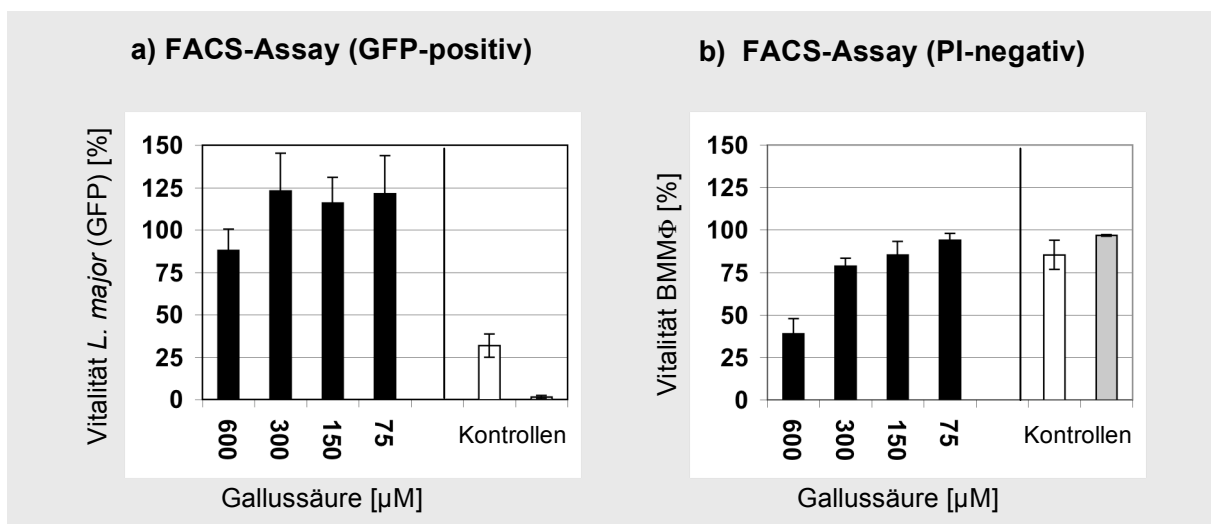 a) FACS-Assay (GFP-positiv)
Vitalität L. major (GFP) [%]
150
125
100
75
50
25
0
600
300
150
75
Kontrollen
Gallussäure [µM]
b) FACS-Assay (PI-negativ)
Vitalität BMMΦ [%]
150
125
100
75
50
25
0
600
300
150
75
Kontrollen
Gallussäure [µM]